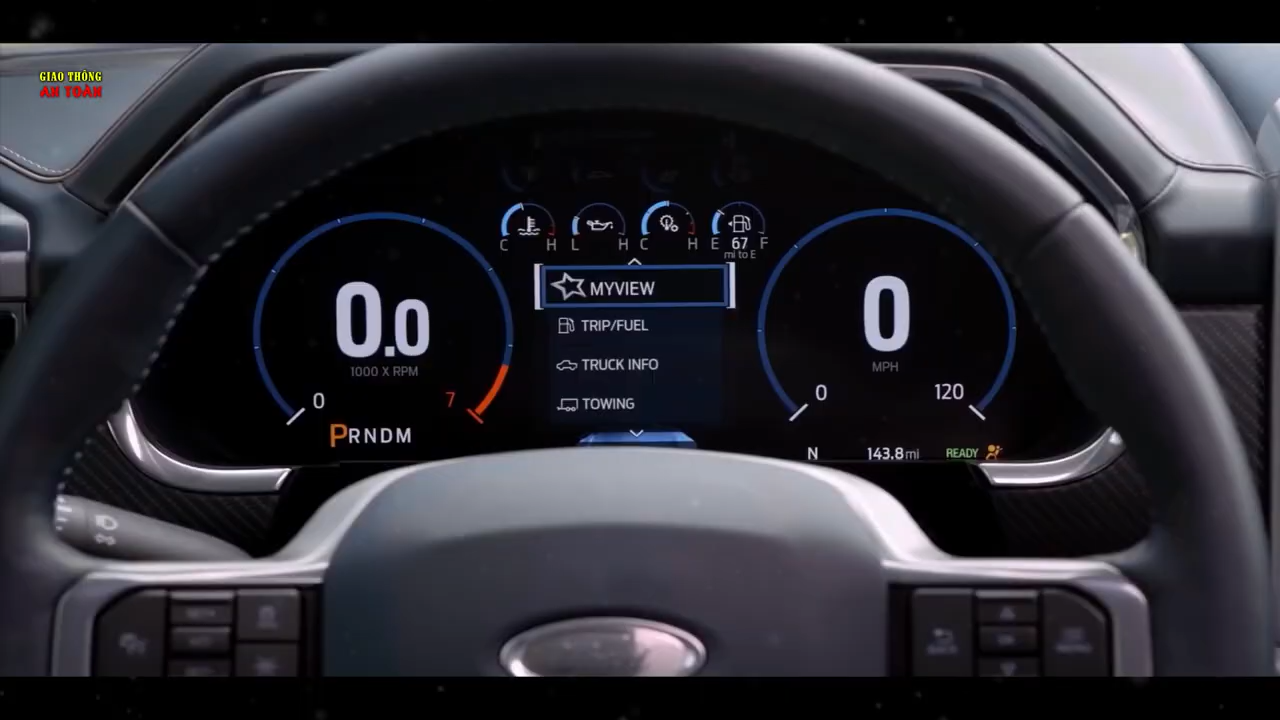 GIAO THÔNG
AN TOÀN
C H L H C H E 67 F
mi to E
MYVIEW
TRIP/FUEL
TRUCK INFO
TOWING
0.0
1000 X RPM
0 7
PRNDM
0
MPH
0 120
N 143.8 mi READY